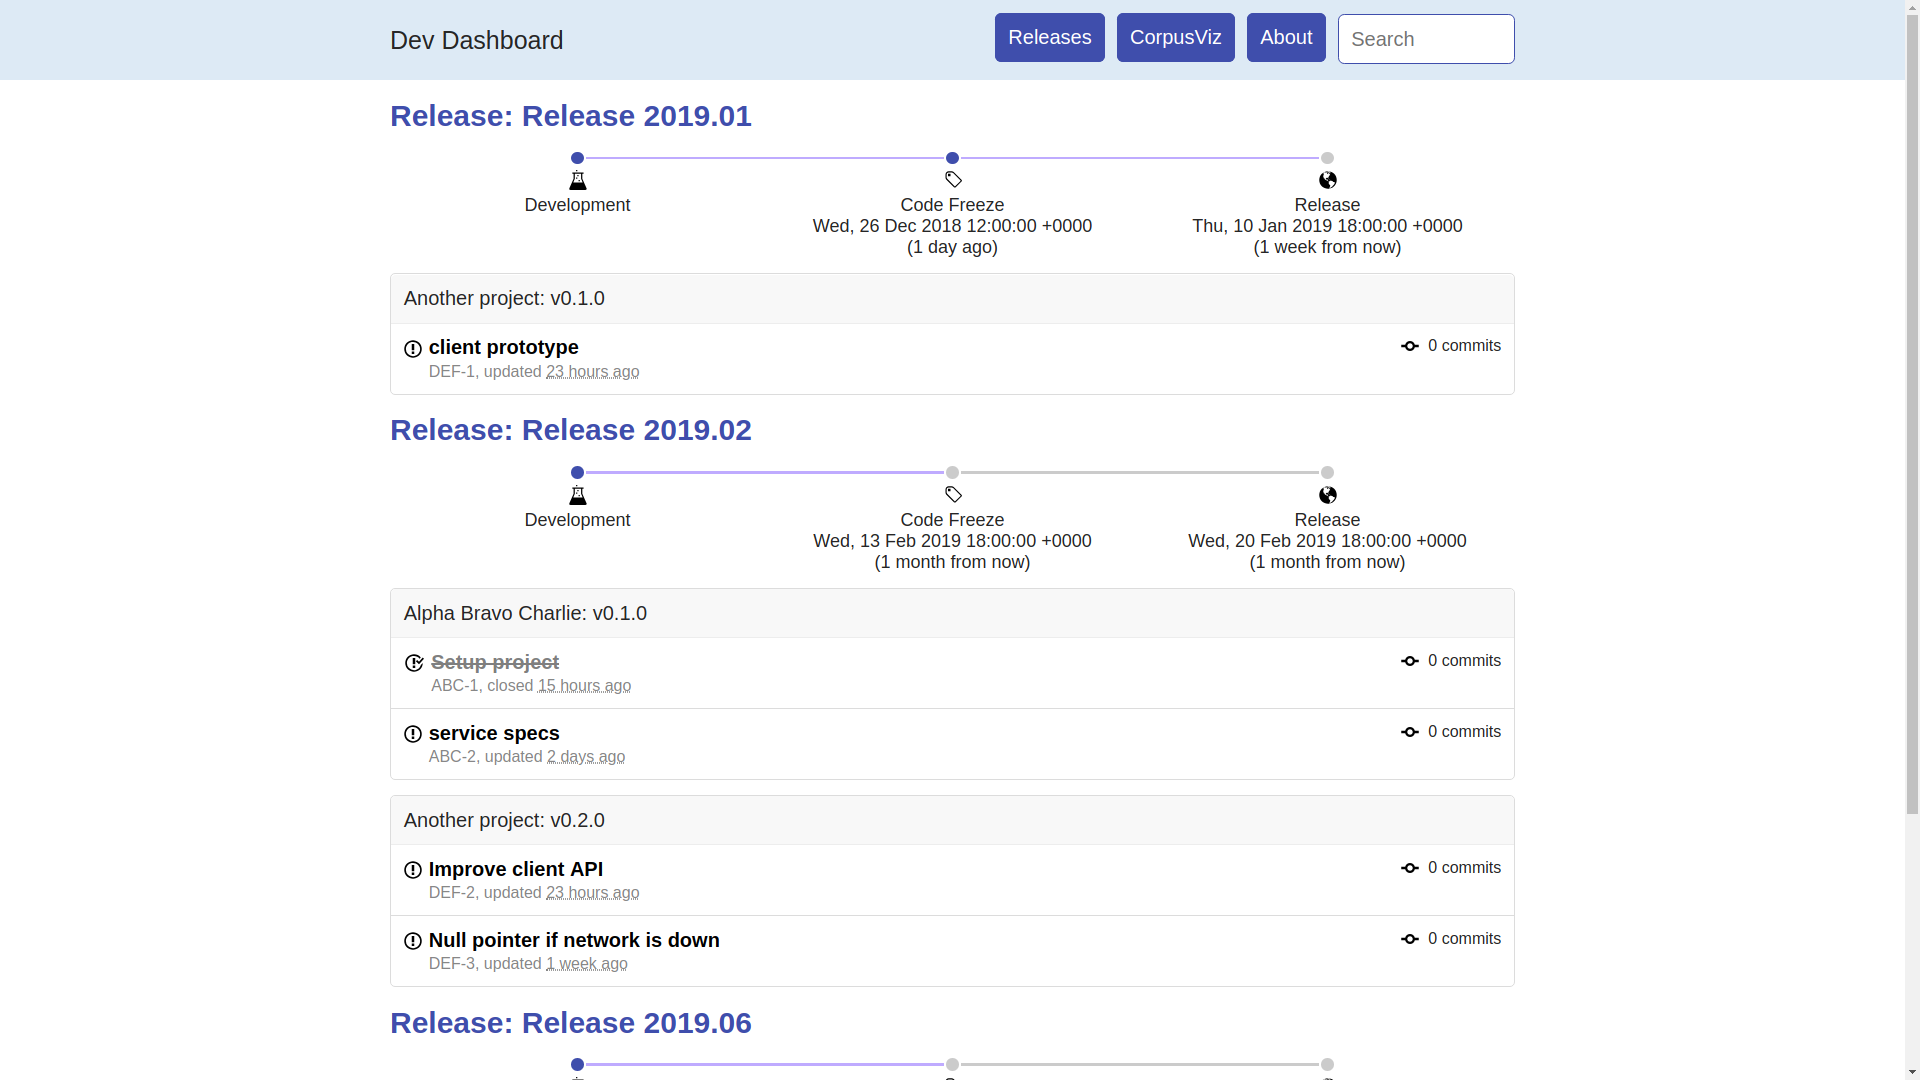 Dev Dashboard
Releases
CorpusViz
About
Search
Release: Release 2019.01
Development
Code Freeze
Wed, 26 Dec 2018 12:00:00 +0000
(1 day ago)
Release
Thu, 10 Jan 2019 18:00:00 +0000
(1 week from now)
Another project: v0.1.0
client prototype
0 commits
DEF-1, updated 23 hours ago
Release: Release 2019.02
Development
Code Freeze
Wed, 13 Feb 2019 18:00:00 +0000
(1 month from now)
Release
Wed, 20 Feb 2019 18:00:00 +0000
(1 month from now)
Alpha Bravo Charlie: v0.1.0
Setup project
0 commits
ABC-1, closed 15 hours ago
service specs
0 commits
ABC-2, updated 2 days ago
Another project: v0.2.0
Improve client API
0 commits
DEF-2, updated 23 hours ago
Null pointer if network is down
0 commits
DEF-3, updated 1 week ago
Release: Release 2019.06